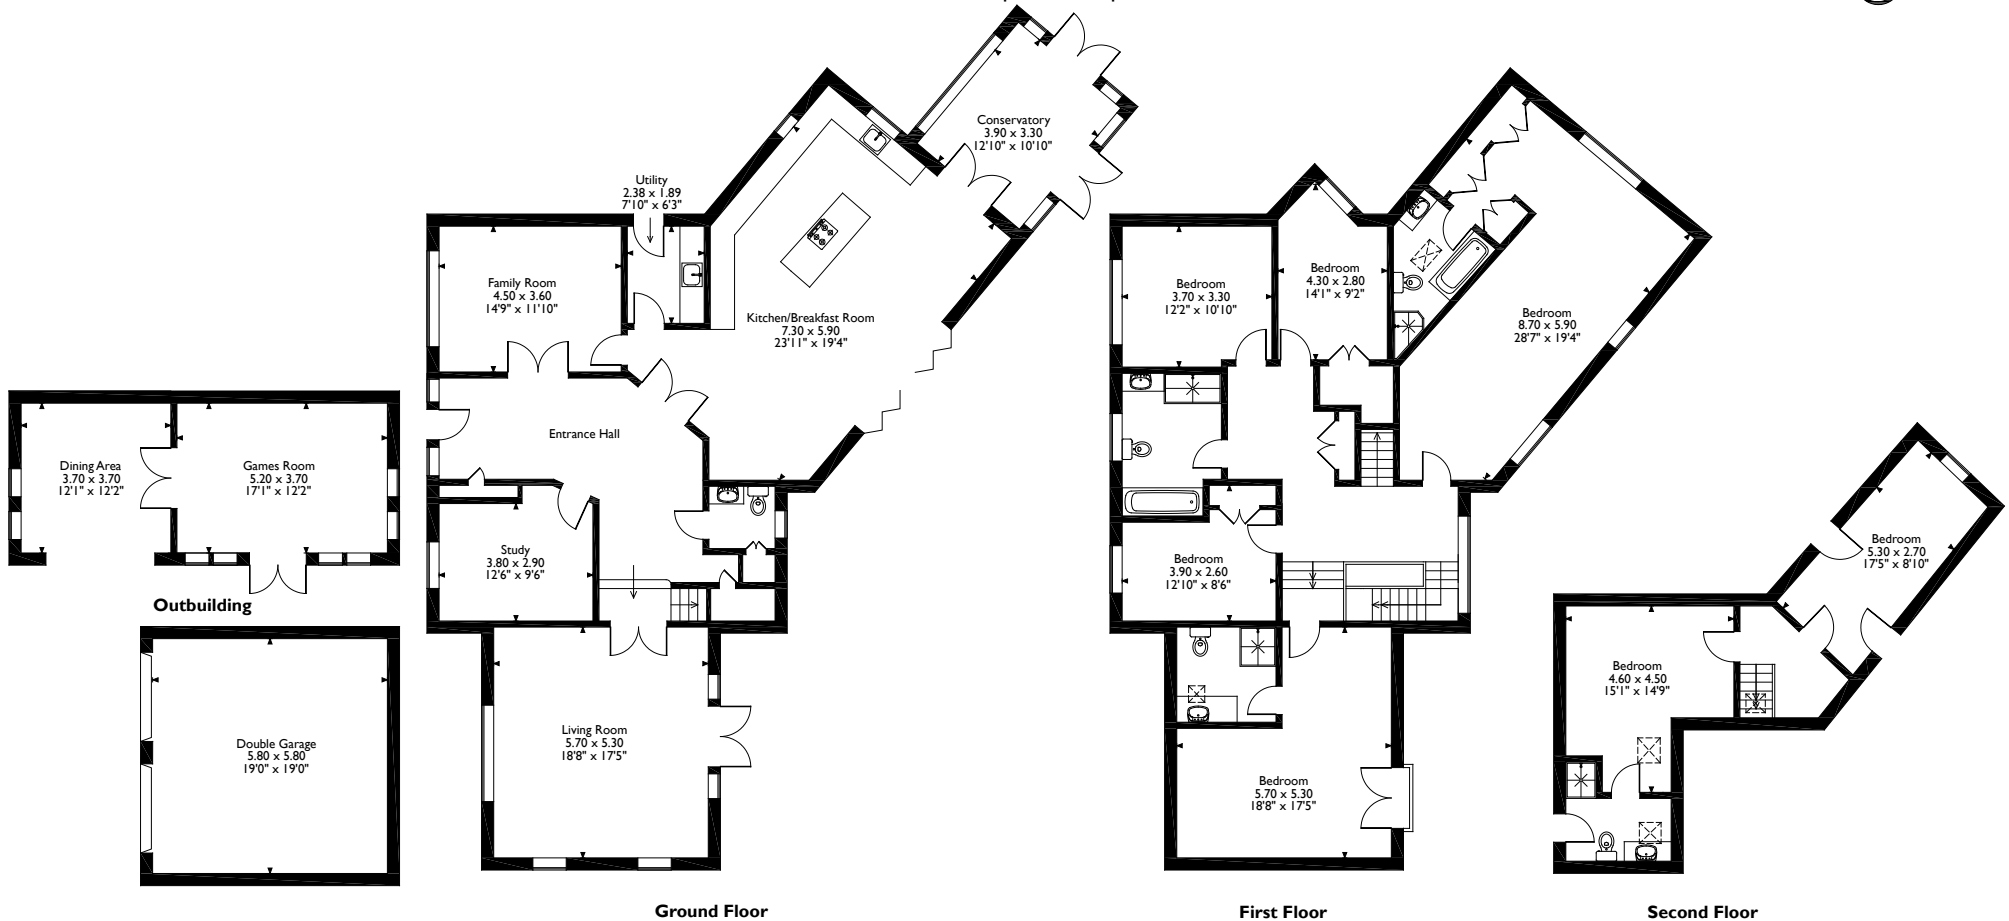 Conservatory
3.90 x 3.30
12'10" x 10'10"
Utility
2.38 x 1.89
7'10" x 6'3"
Family Room
4.50 x 3.60
14'9" x 11'10"
Kitchen/Breakfast Room
7.30 x 5.90
23'11" x 19'4"
Entrance Hall
Dining Area
3.70 x 3.70
12'1" x 12'2"
Games Room
5.20 x 3.70
17'1" x 12'2"
Study
3.80 x 2.90
12'6" x 9'6"
Outbuilding
Double Garage
5.80 x 5.80
19'0" x 19'0"
Living Room
5.70 x 5.30
18'8" x 17'5"
Ground Floor
Bedroom
3.70 x 3.30
12'2" x 10'10"
Bedroom
4.30 x 2.80
14'1" x 9'2"
Bedroom
8.70 x 5.90
28'7" x 19'4"
Bedroom
3.90 x 2.60
12'10" x 8'6"
Bedroom
5.70 x 5.30
18'8" x 17'5"
First Floor
Bedroom
5.30 x 2.70
17'5" x 8'10"
Bedroom
4.60 x 4.50
15'1" x 14'9"
Second Floor